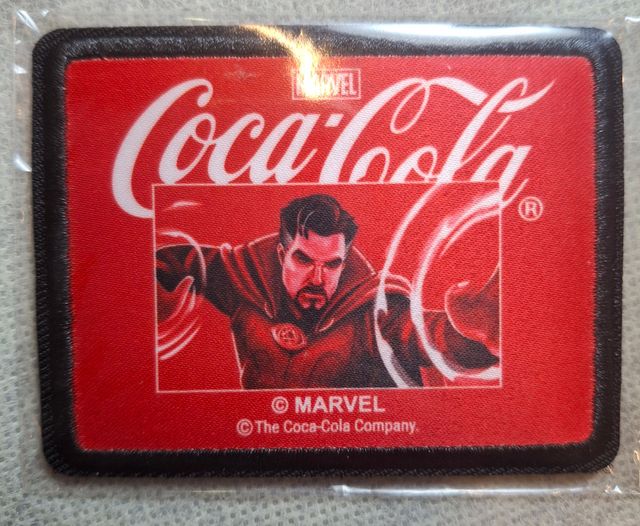 MARVEL
Coca-Cola
®
© MARVEL
© The Coca-Cola Company.